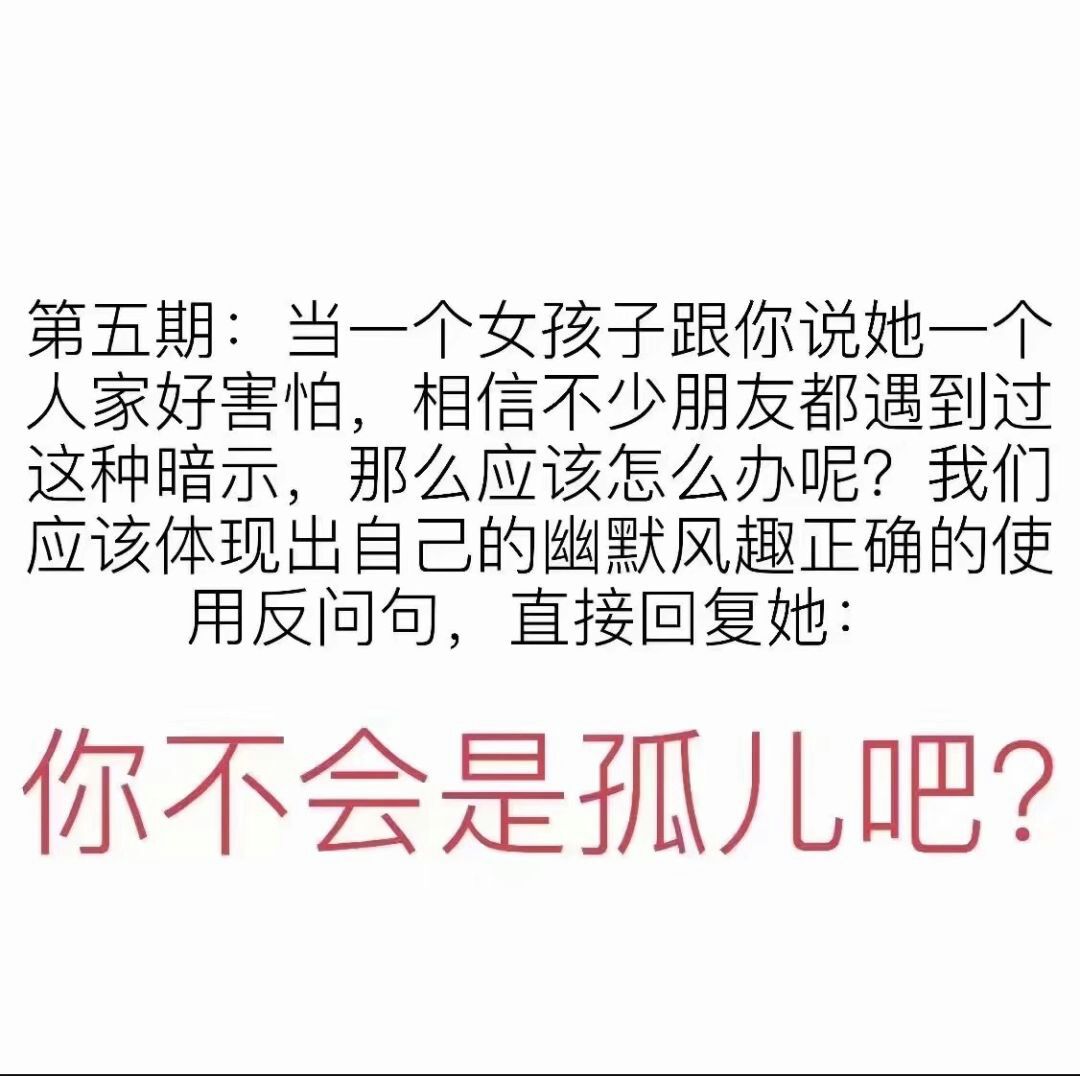 第五期：当一个女孩子跟你说她一个
人家好害怕，相信不少朋友都遇到过
这种暗示，那么应该怎么办呢？我们
应该体现出自己的幽默风趣正确的使
用反问句，直接回复她：
你不会是孤儿吧？